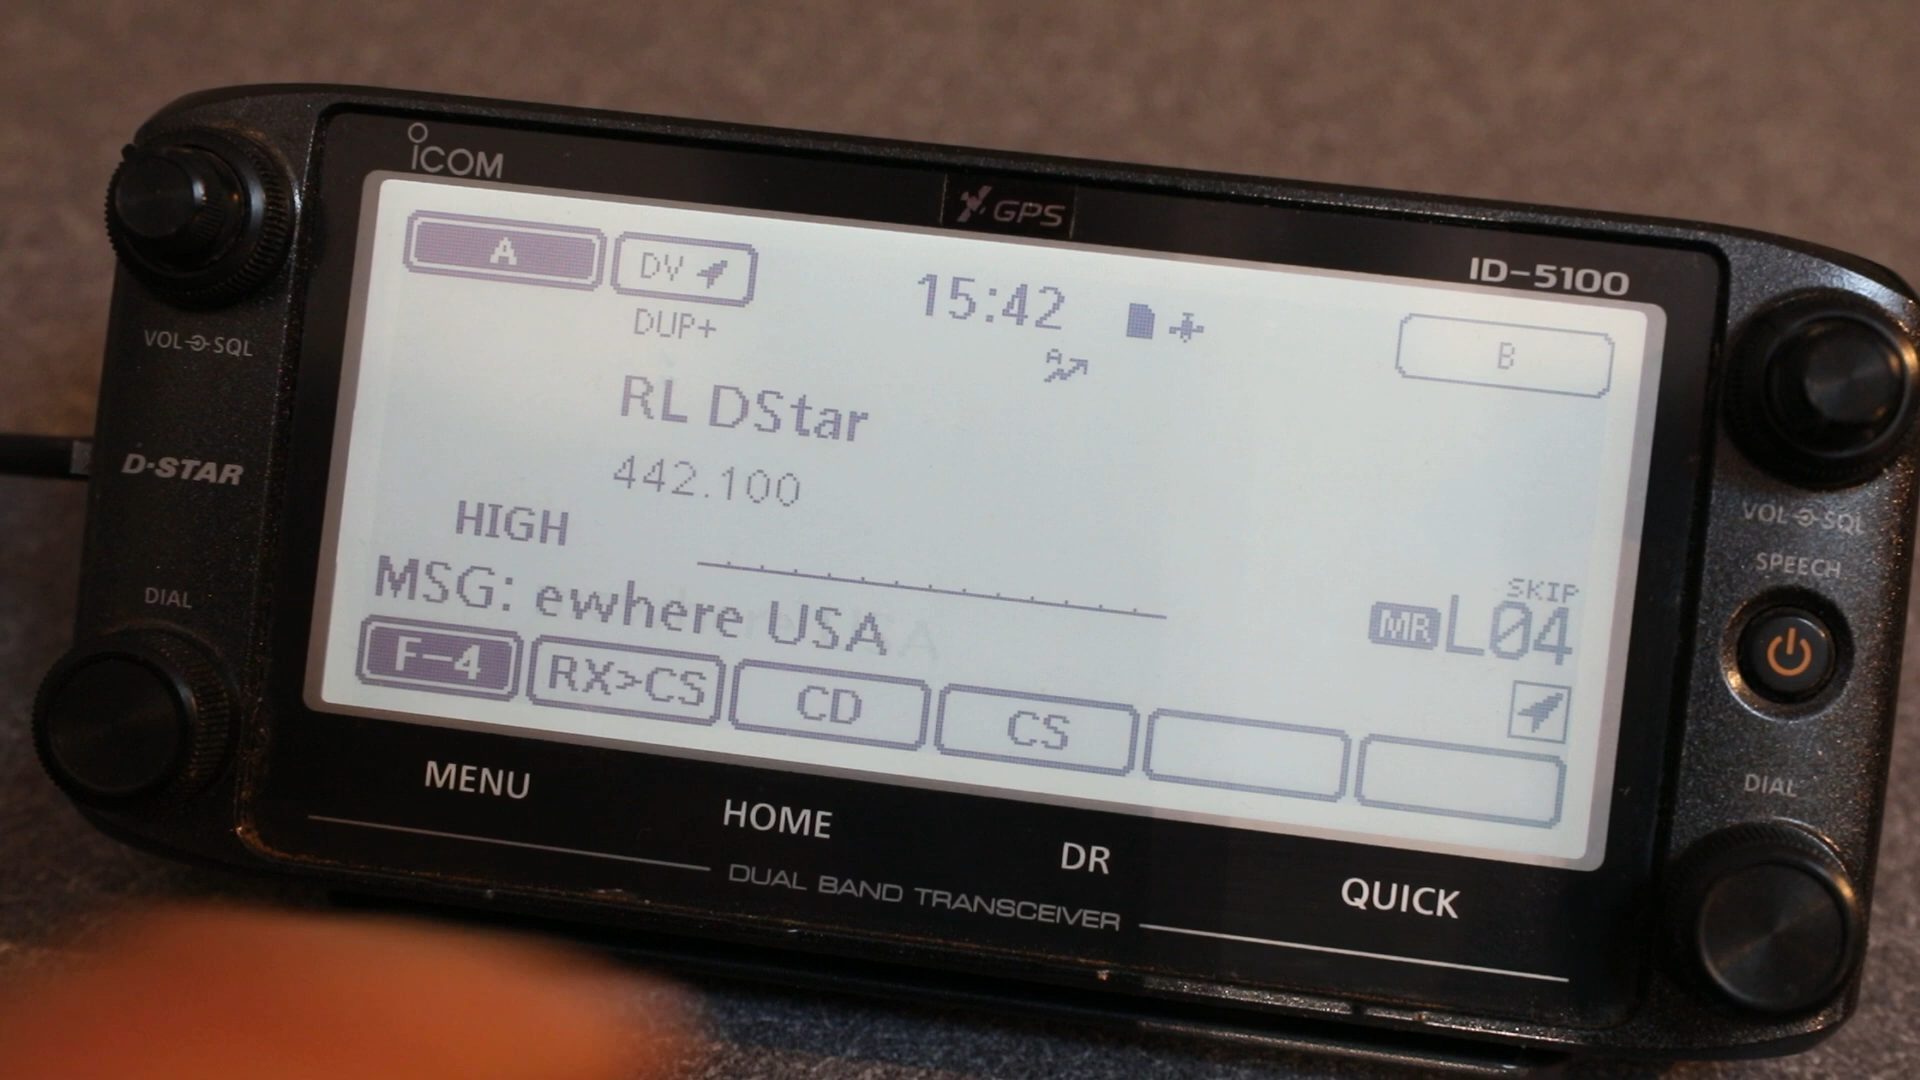 ICOM
GPS
ID-5100
A
DV
15:42
B
DUP+
VOL SQL
RL DStar
442.100
D-STAR
HIGH
VOL SQL
SPEECH
MSG: ewhere USA
SKIP
MR L04
DIAL
F-4
RX>CS
CD
CS
DIAL
MENU
HOME
DR
QUICK
DUAL BAND TRANSCEIVER